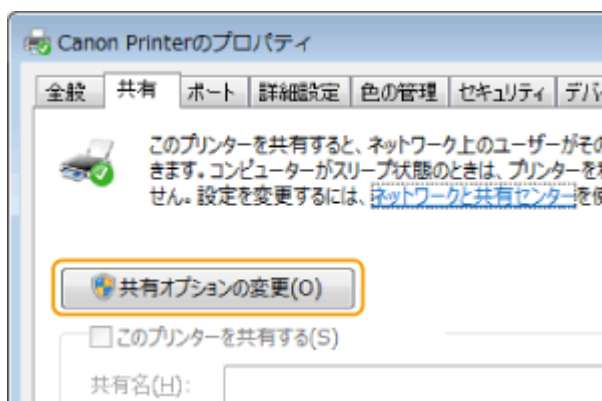 Canon Printerのプロパティ
全般 共有 ポート 詳細設定 色の管理 セキュリティ デバイ
このプリンターを共有すると、ネットワーク上のユーザーがその
きます。コンピューターがスリープ状態のときは、プリンターを
せん。設定を変更するには、ネットワークと共有センターを使
共有オプションの変更(O)
このプリンターを共有する(S)
共有名(H):